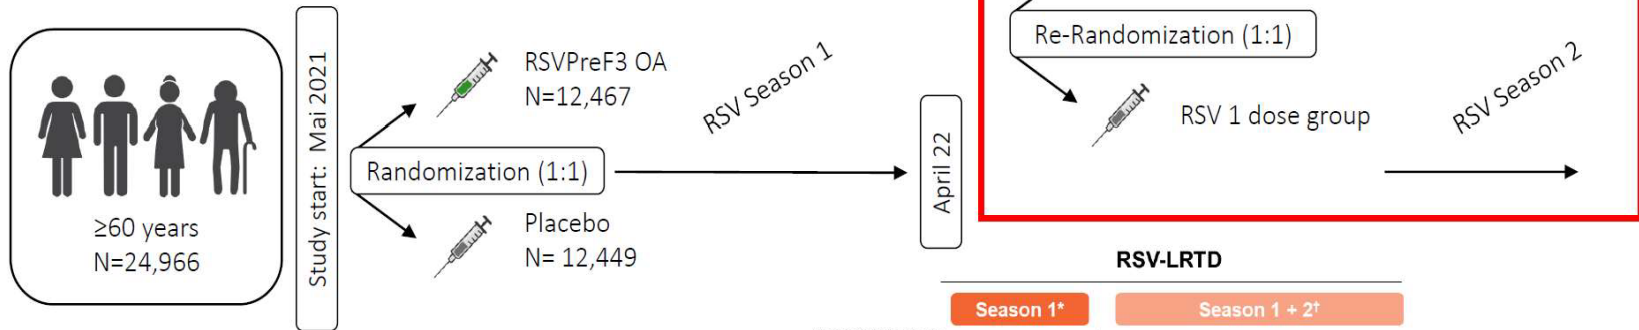 ≥60 years
N=24,966
Study start: Mai 2021
RSVPreF3 OA
N=12,467
Randomization (1:1)
Placebo
N= 12,449
RSV Season 1
April 22
Re-Randomization (1:1)
RSV 1 dose group
RSV Season 2
RSV-LRTD
Season 1*
Season 1 + 2†